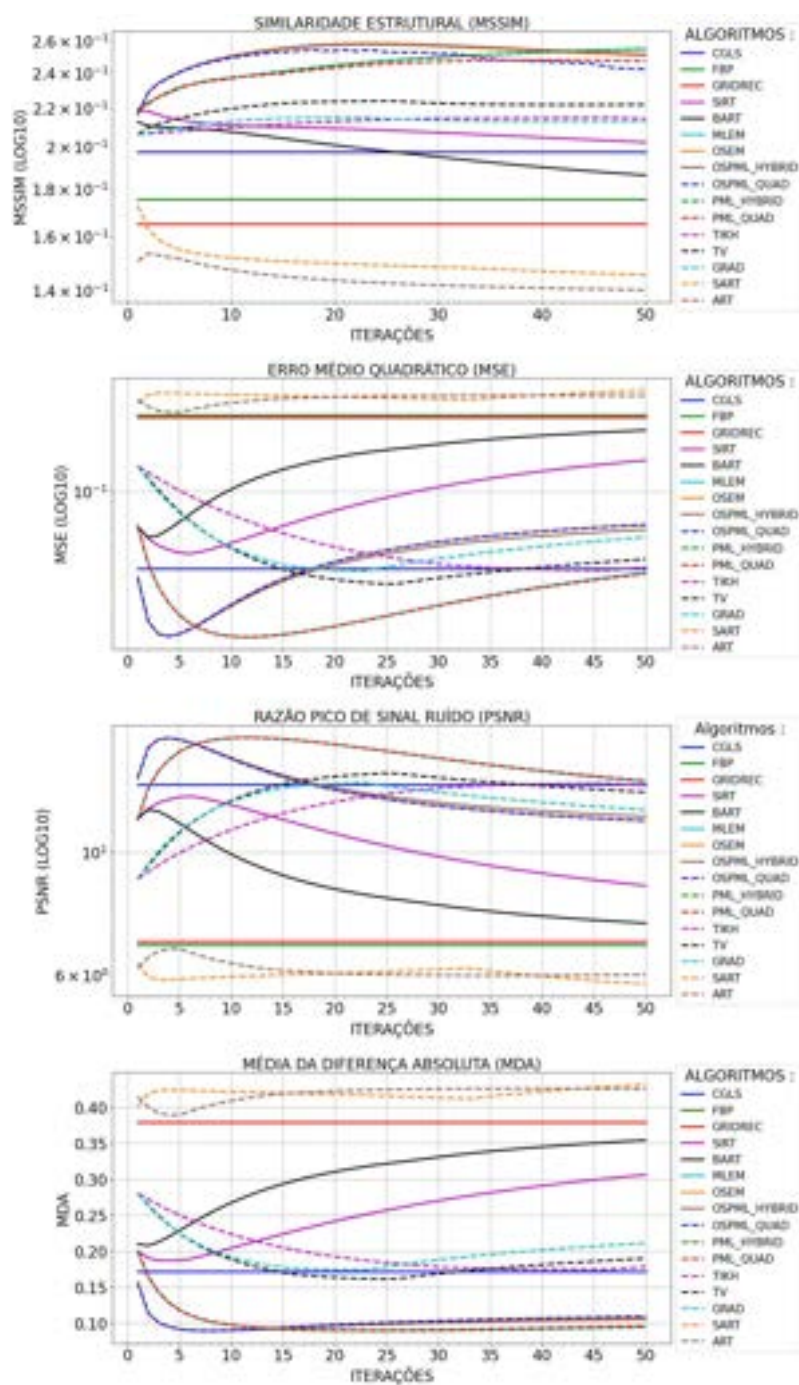 SIMILARIDADE ESTRUTURAL (MSSIM)
MSSIM (LOG10)
2.6 × 10⁻¹
2.4 × 10⁻¹
2.2 × 10⁻¹
2 × 10⁻¹
1.8 × 10⁻¹
1.6 × 10⁻¹
1.4 × 10⁻¹
0 5 10 15 20 25 30 35 40 45 50
ITERAÇÕES
ALGORITMOS :
CGLS
FBP
GRIDREC
SIRT
BART
MLEM
OSEM
OSPML_HYBRID
OSPML_QUAD
PML_HYBRID
PML_QUAD
TIKH
TV
GRAD
SART
ART
ERRO MÉDIO QUADRÁTICO (MSE)
MSE (LOG10)
10⁻¹
0 1 5 10 15 20 25 30 35 40 45 50
ITERAÇÕES
ALGORITMOS :
CGLS
FBP
GRIDREC
SIRT
BART
MLEM
OSEM
OSPML_HYBRID
OSPML_QUAD
PML_HYBRID
PML_QUAD
TIKH
TV
GRAD
SART
ART
RAZÃO PICO DE SINAL RUÍDO (PSNR)
PSNR (LOG10)
10¹
6 × 10⁰
0 1 5 10 15 20 25 30 35 40 45 50
ITERAÇÕES
Algoritmos :
CGLS
FBP
GRIDREC
SIRT
BART
MLEM
OSEM
OSPML_HYBRID
OSPML_QUAD
PML_HYBRID
PML_QUAD
TIKH
TV
GRAD
SART
ART
MÉDIA DA DIFERENÇA ABSOLUTA (MDA)
MDA
0.40
0.35
0.30
0.25
0.20
0.15
0.10
0 1 5 10 15 20 25 30 35 40 45 50
ITERAÇÕES
ALGORITMOS :
CGLS
FBP
GRIDREC
SIRT
BART
MLEM
OSEM
OSPML_HYBRID
OSPML_QUAD
PML_HYBRID
PML_QUAD
TIKH
TV
GRAD
SART
ART